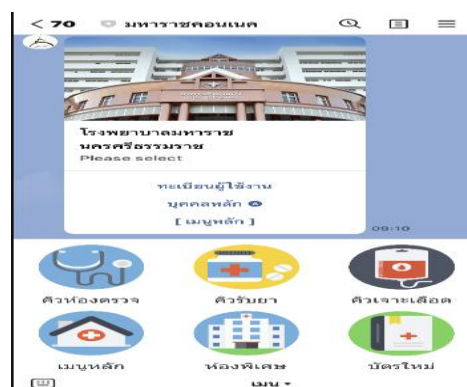 < 70 มหาราชคอนเนค
โรงพยาบาลมหาราช
นครศรีธรรมราช
Please select
ทะเบียนผู้ใช้งาน
บุคคลหลัก
[ เมนูหลัก ]
09:10
คิวห้องตรวจ คิวรับยา คิวเจาะเลือด
เมนูหลัก ห้องพิเศษ บัตรใหม่
เมนู